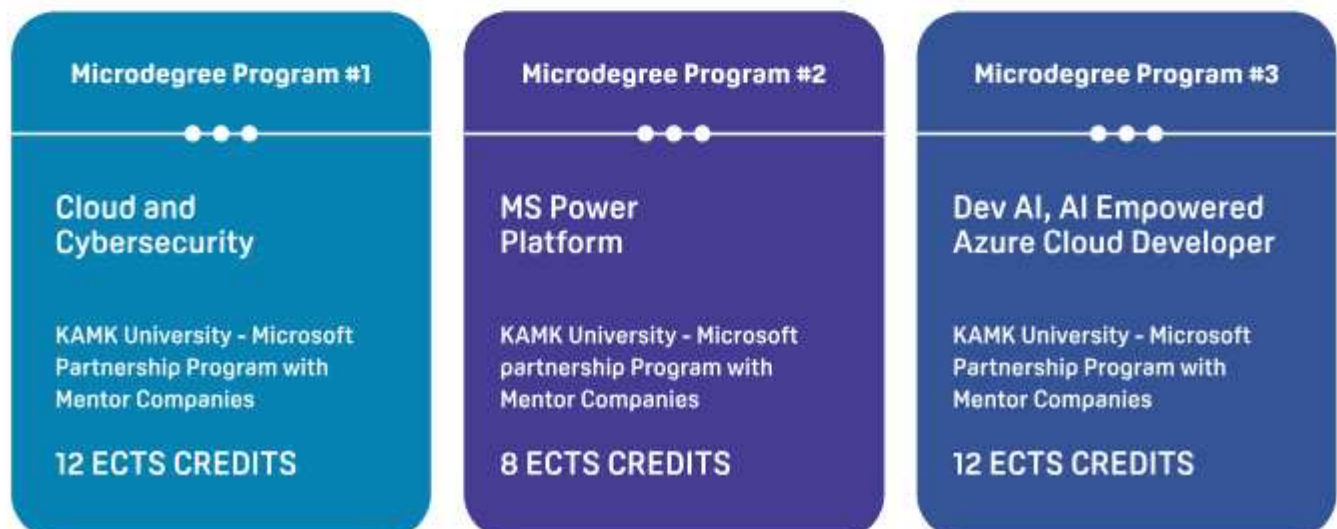 Microdegree Program #1
Cloud and
Cybersecurity
KAMK University - Microsoft
Partnership Program with
Mentor Companies
12 ECTS CREDITS
Microdegree Program #2
MS Power
Platform
KAMK University - Microsoft
partnership Program with
Mentor Companies
8 ECTS CREDITS
Microdegree Program #3
Dev AI, AI Empowered
Azure Cloud Developer
KAMK University - Microsoft
Partnership Program with
Mentor Companies
12 ECTS CREDITS